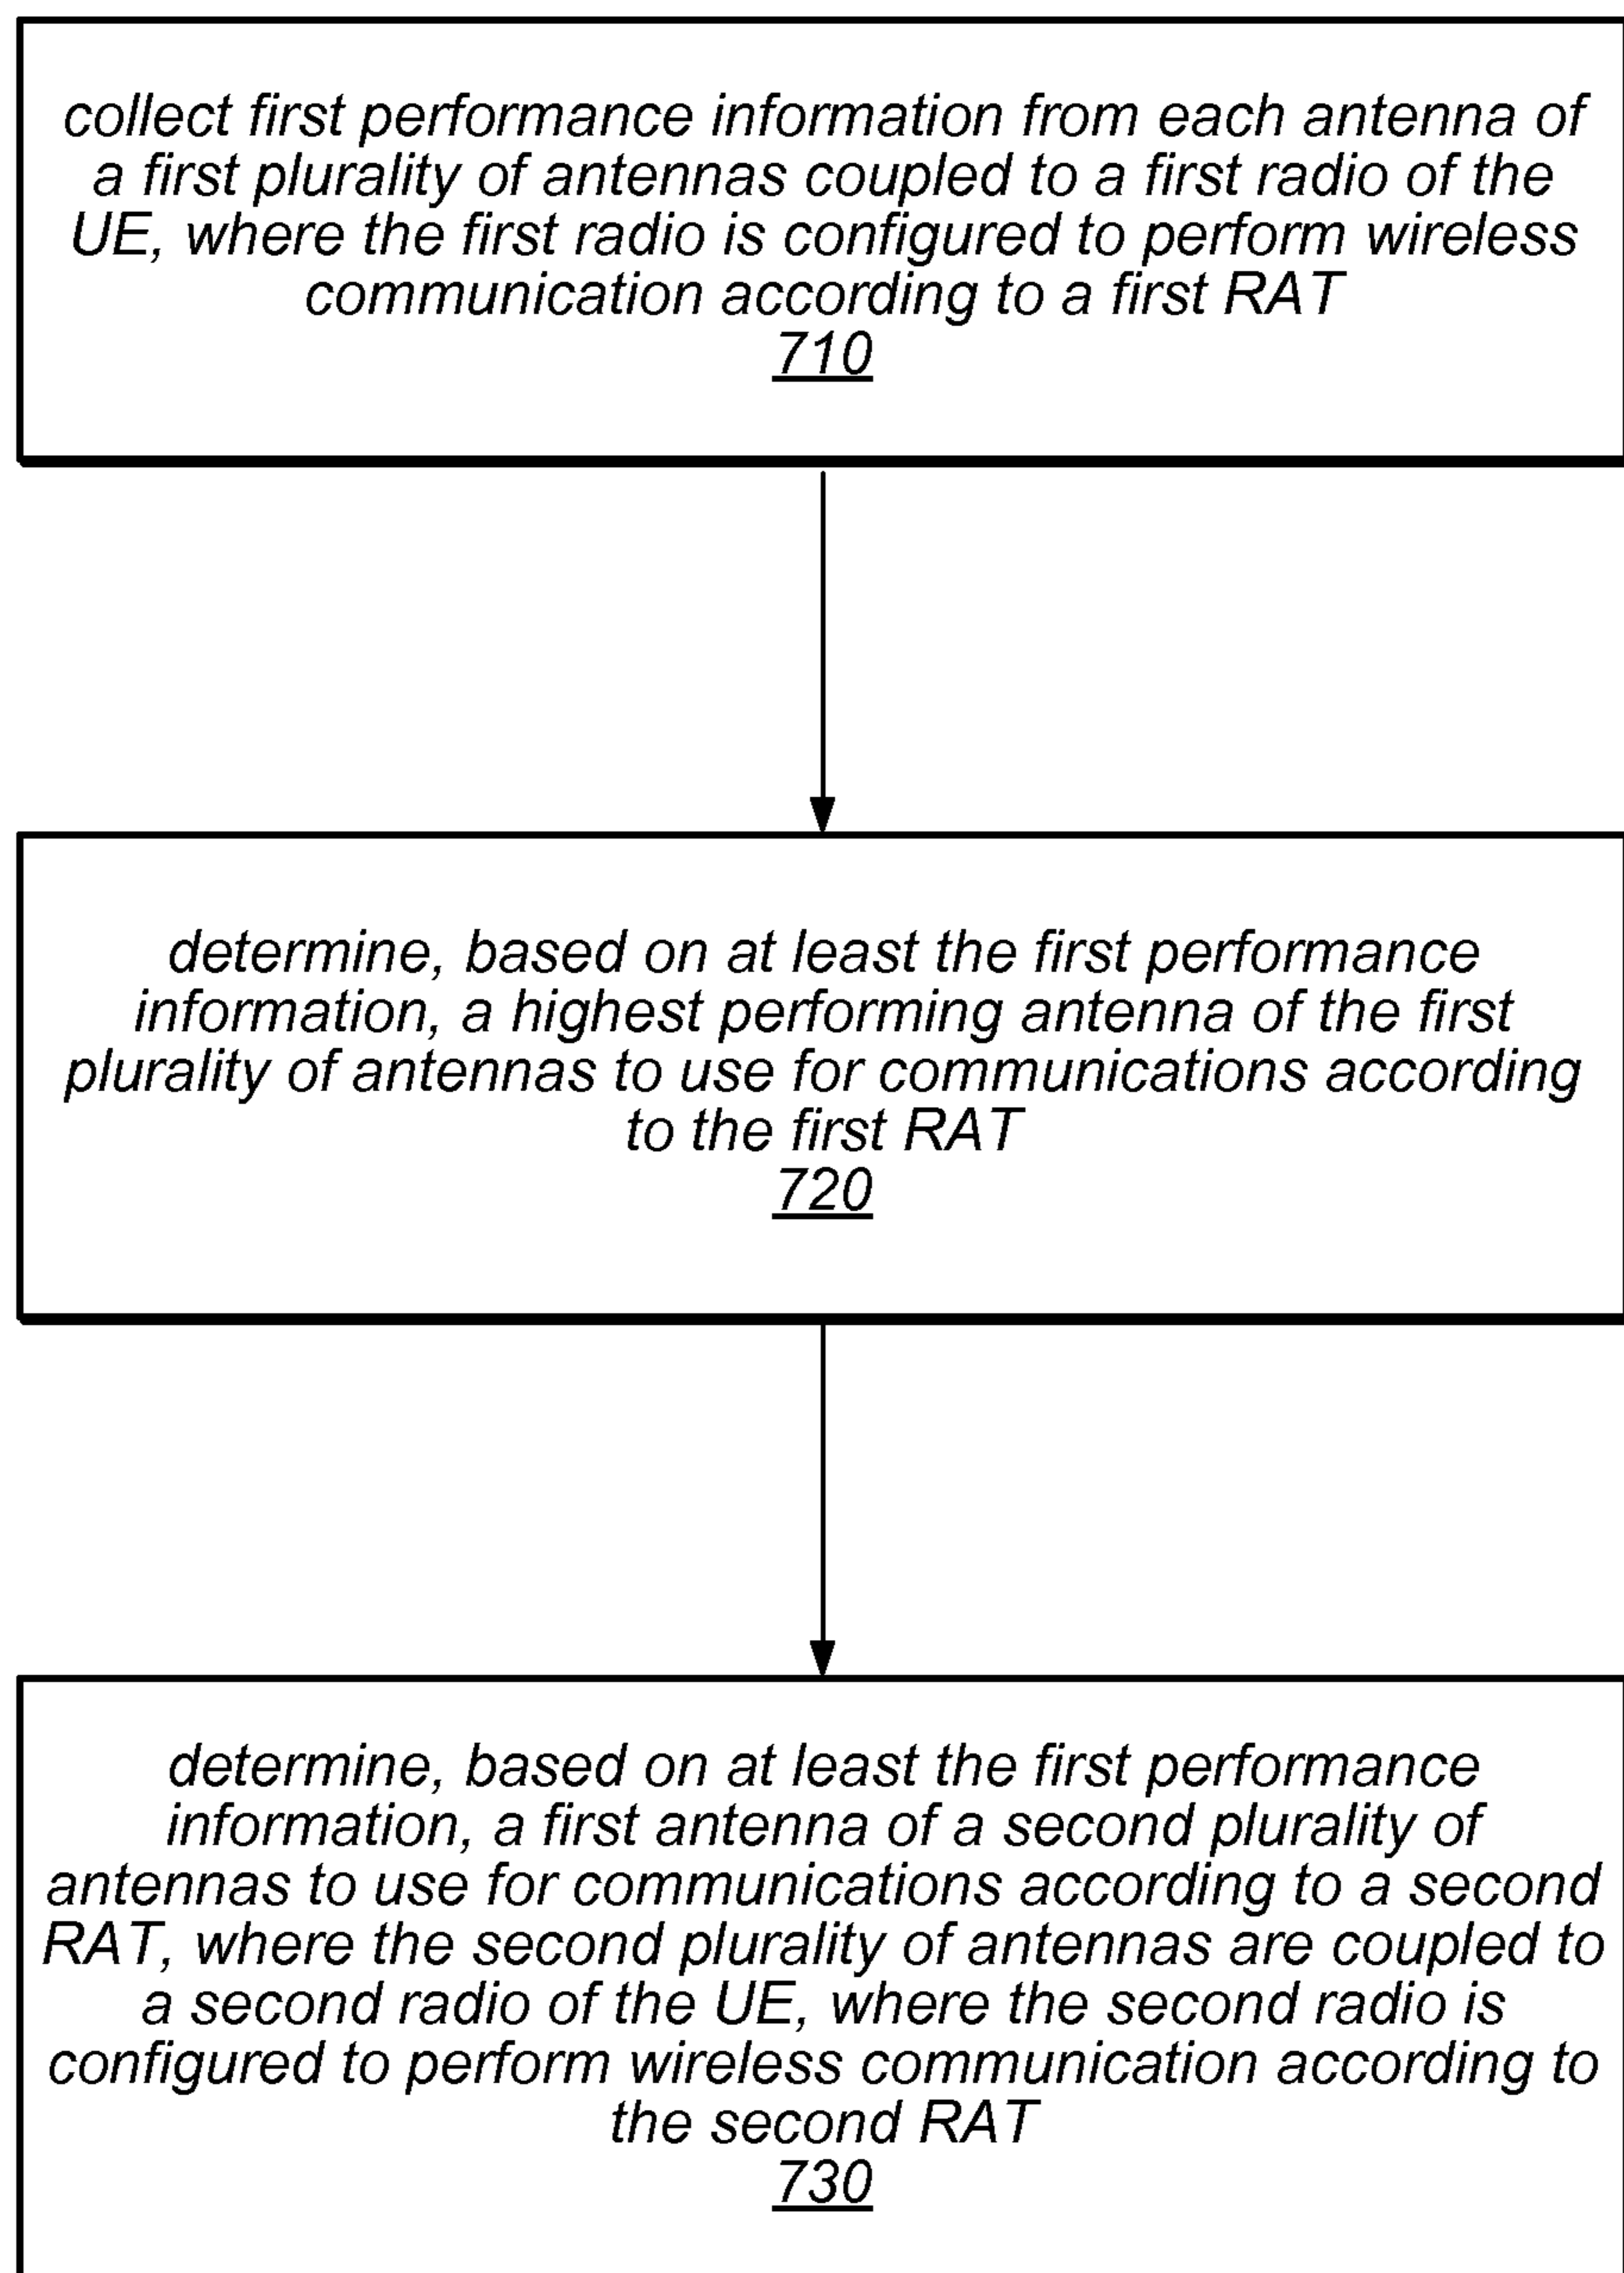 collect first performance information from each antenna of
a first plurality of antennas coupled to a first radio of the
UE, where the first radio is configured to perform wireless
communication according to a first RAT
710
determine, based on at least the first performance
information, a highest performing antenna of the first
plurality of antennas to use for communications according
to the first RAT
720
determine, based on at least the first performance
information, a first antenna of a second plurality of
antennas to use for communications according to a second
RAT, where the second plurality of antennas are coupled to
a second radio of the UE, where the second radio is
configured to perform wireless communication according to
the second RAT
730